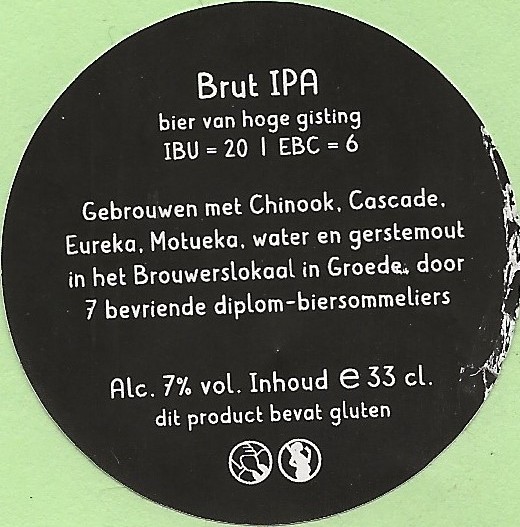 Brut IPA
bier van hoge gisting
IBU = 20 | EBC = 6
Gebrouwen met Chinook, Cascade,
Eureka, Motueka, water en gerstemout
in het Brouwerslokaal in Groede, door
7 bevriende diplom-biersommeliers
Alc. 7% vol. Inhoud e 33 cl.
dit product bevat gluten